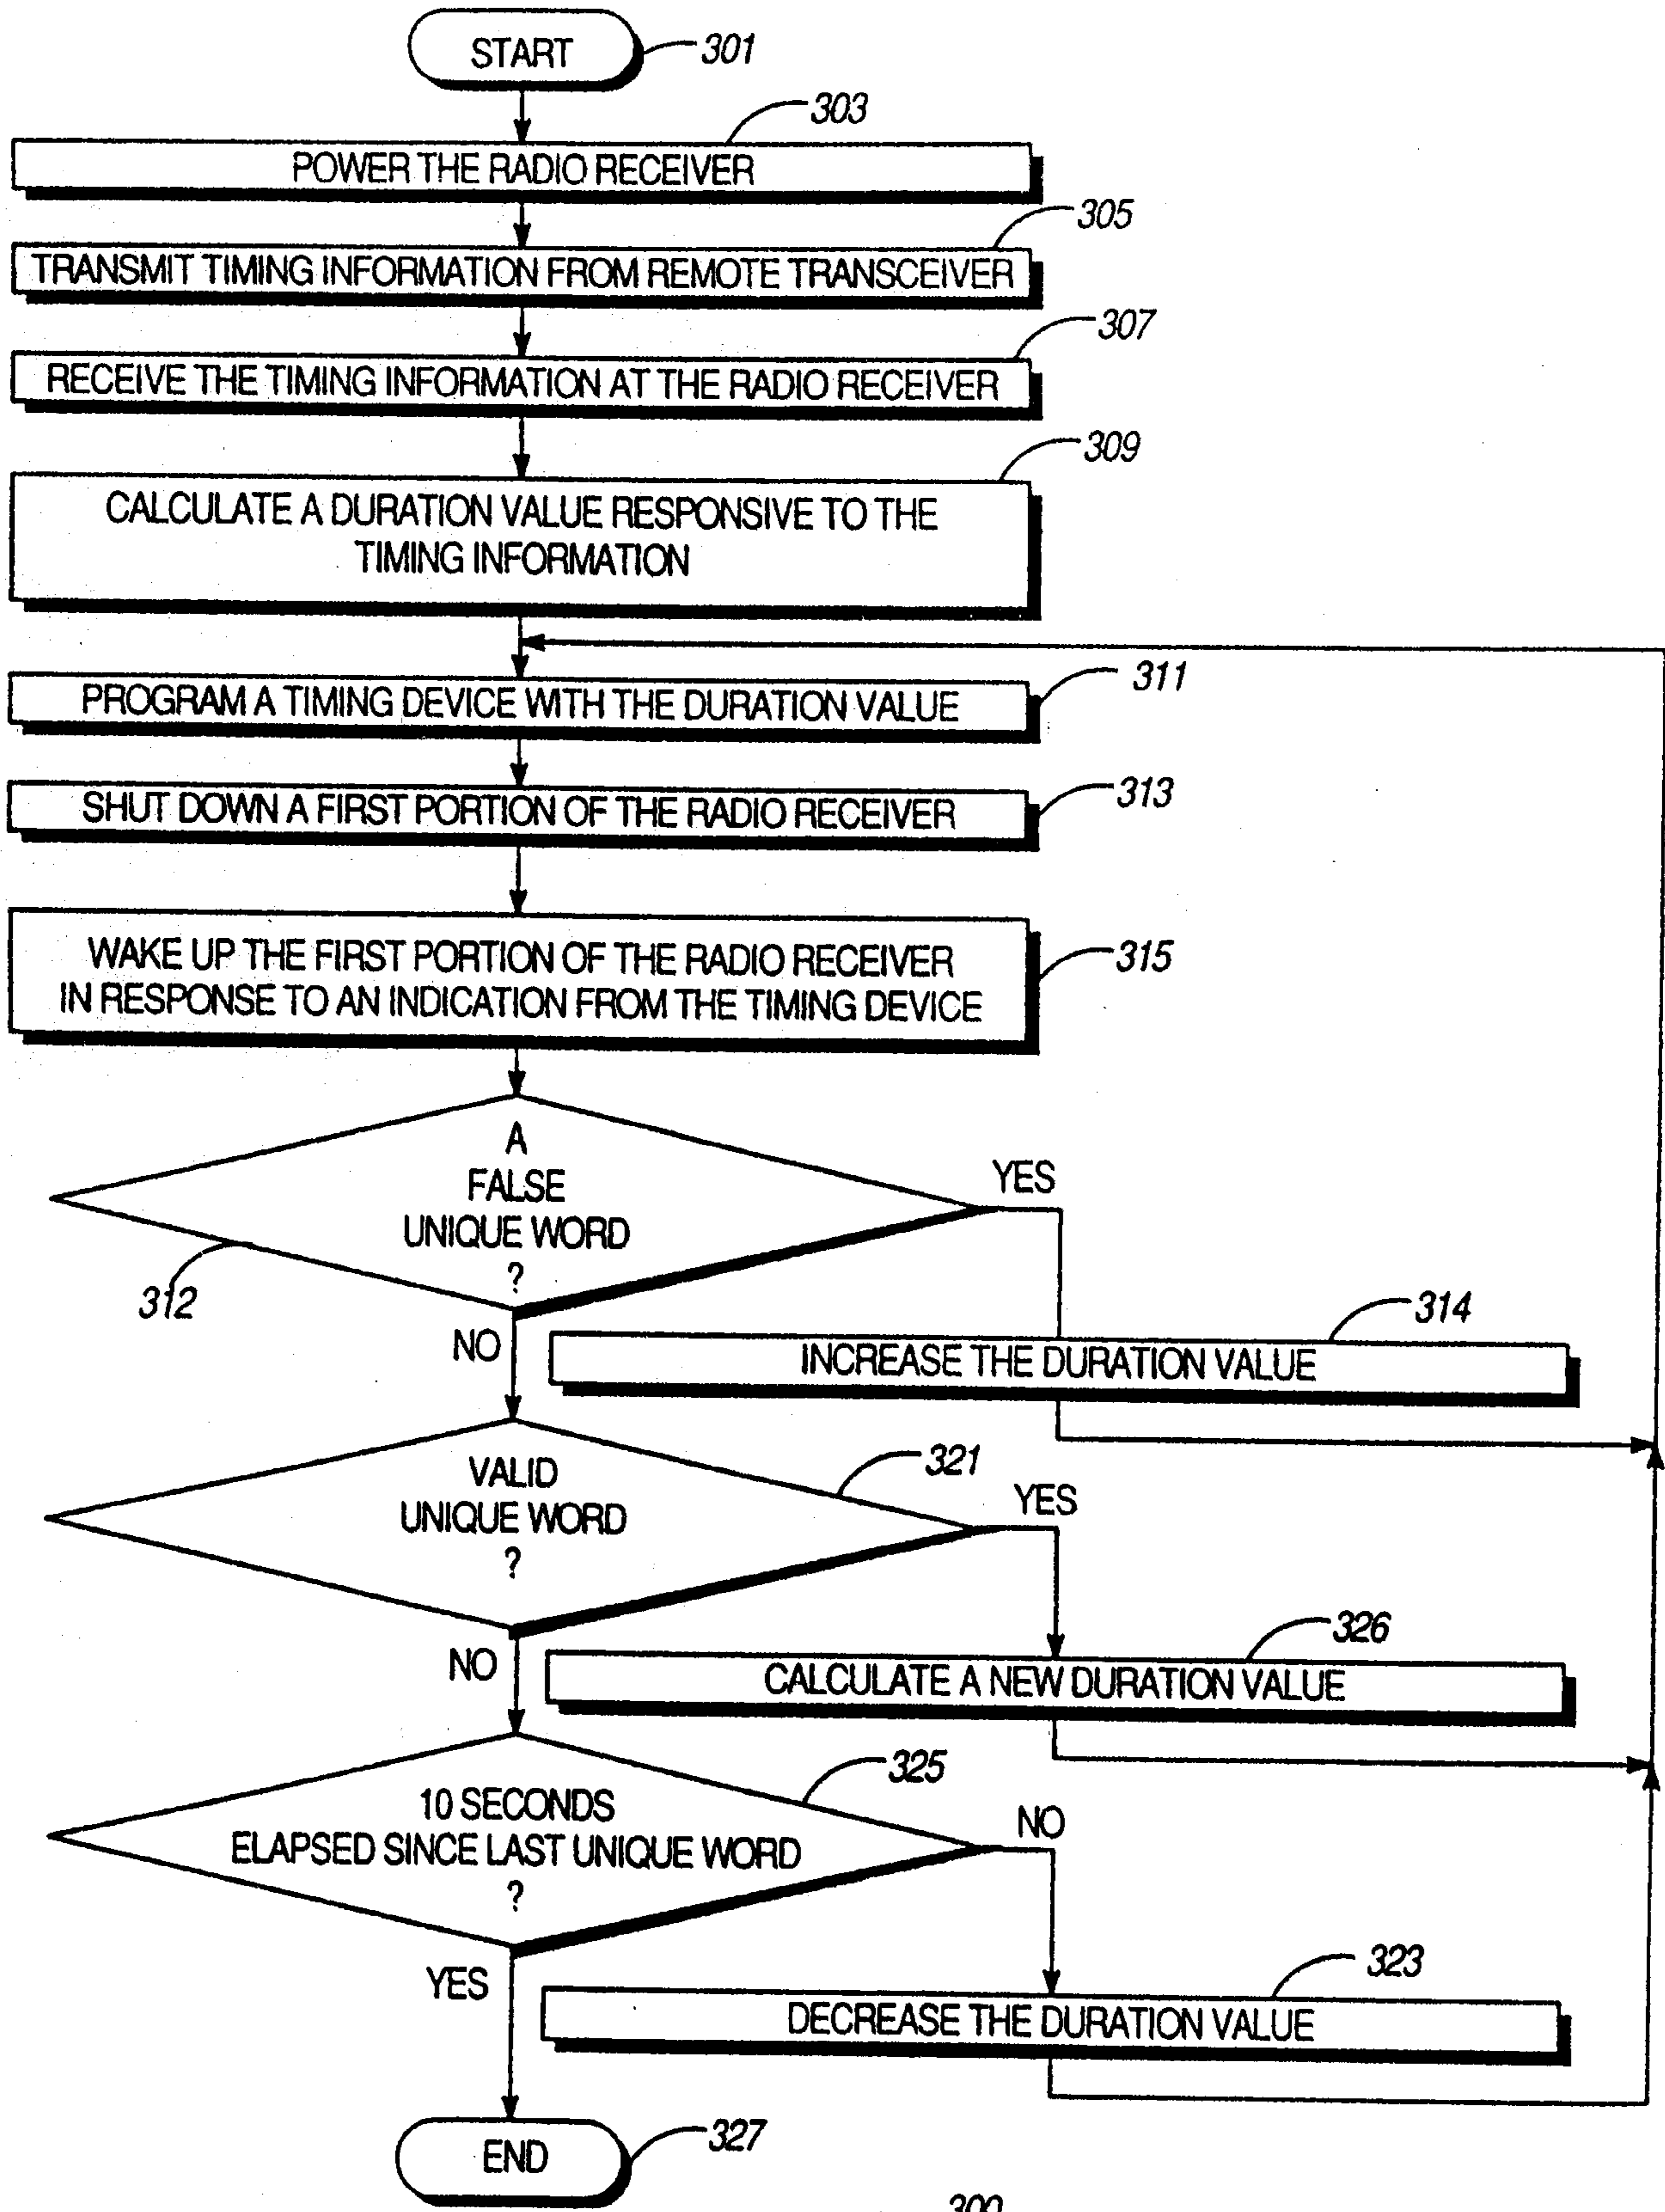 START
301
303
POWER THE RADIO RECEIVER
305
TRANSMIT TIMING INFORMATION FROM REMOTE TRANSCEIVER
307
RECEIVE THE TIMING INFORMATION AT THE RADIO RECEIVER
309
CALCULATE A DURATION VALUE RESPONSIVE TO THE
TIMING INFORMATION
311
PROGRAM A TIMING DEVICE WITH THE DURATION VALUE
313
SHUT DOWN A FIRST PORTION OF THE RADIO RECEIVER
315
WAKE UP THE FIRST PORTION OF THE RADIO RECEIVER
IN RESPONSE TO AN INDICATION FROM THE TIMING DEVICE
A
FALSE
UNIQUE WORD
?
YES
312
NO
314
INCREASE THE DURATION VALUE
321
VALID
UNIQUE WORD
?
YES
NO
326
CALCULATE A NEW DURATION VALUE
325
10 SECONDS
ELAPSED SINCE LAST UNIQUE WORD
?
NO
YES
323
DECREASE THE DURATION VALUE
END
327
300